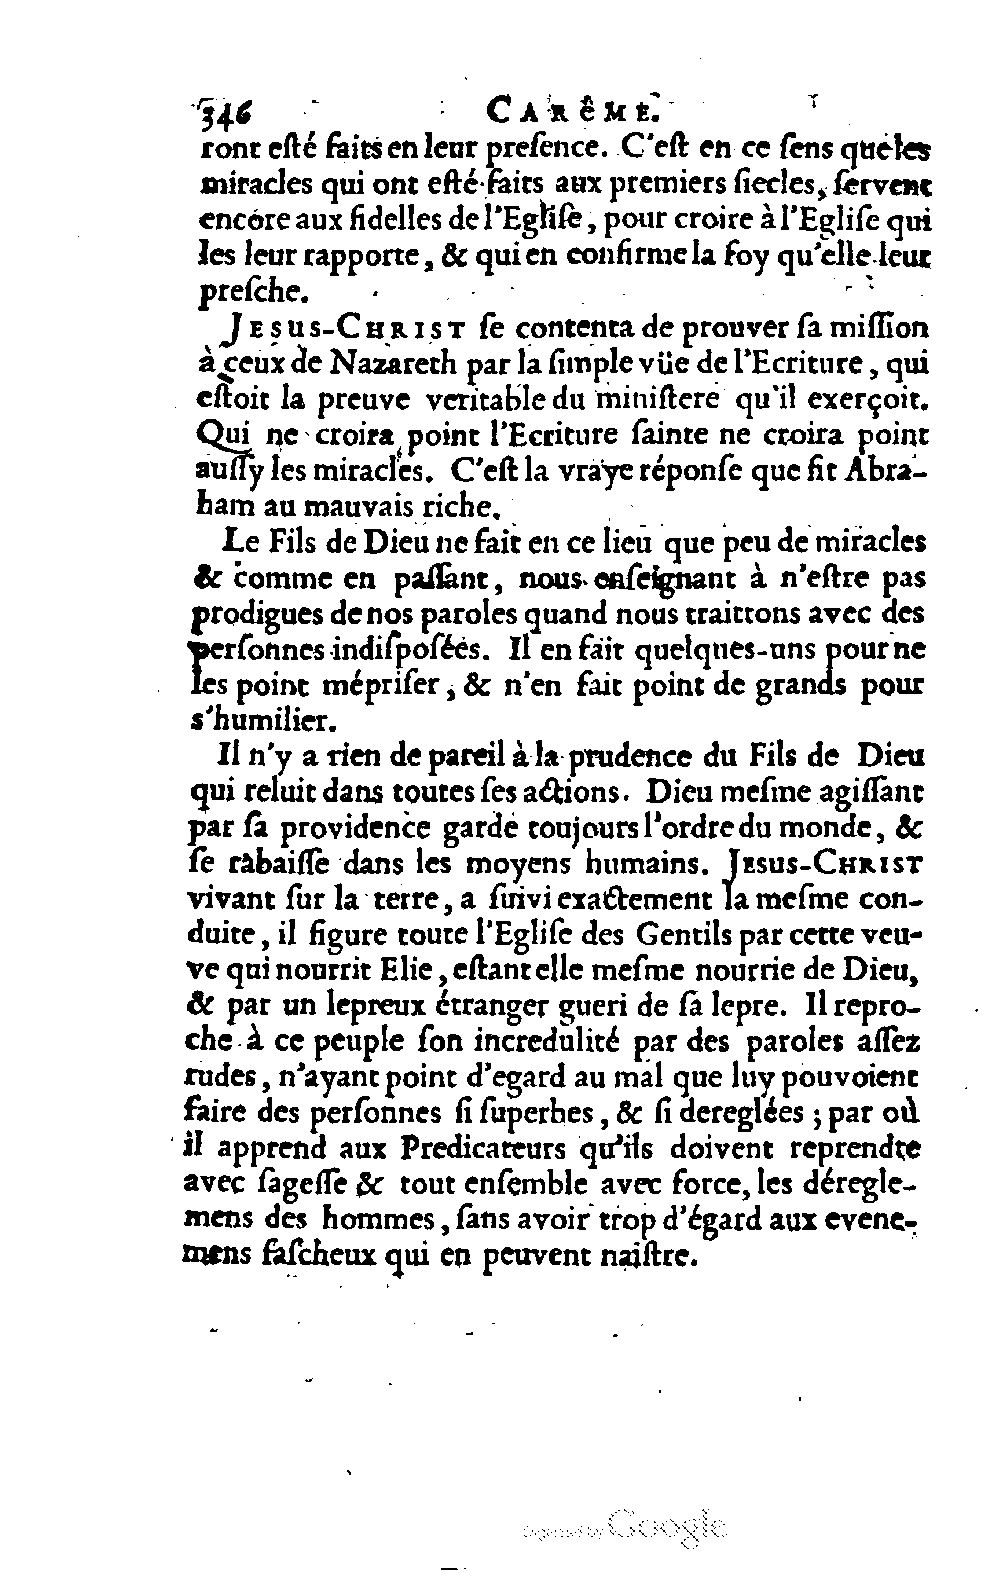 346 CARÊME.
ront esté faits en leur presence. C'est en ce sens que les
miracles qui ont esté faits aux premiers siecles, servent
encore aux fidelles de l'Eglise, pour croire à l'Eglise qui
les leur rapporte, & qui en confirme la foy qu'elle leur
presche.
JESUS-CHRIST se contenta de prouver sa mission
à ceux de Nazareth par la simple vüe de l'Ecriture, qui
estoit la preuve veritable du ministere qu'il exerçoit.
Qui ne croira point l'Ecriture sainte ne croira point
aussy les miracles. C'est la vraye réponse que fit Abra-
ham au mauvais riche.
Le Fils de Dieu ne fait en ce lieu que peu de miracles
& comme en passant, nous enseignant à n'estre pas
prodigues de nos paroles quand nous traittons avec des
personnes indisposées. Il en fait quelques-uns pour ne
les point mépriser, & n'en fait point de grands pour
s'humilier.
Il n'y a rien de pareil à la prudence du Fils de Dieu
qui reluit dans toutes ses actions. Dieu mesme agissant
par sa providence garde toujours l'ordre du monde, &
se rabaisse dans les moyens humains. JESUS-CHRIST
vivant sur la terre, a suivi exactement la mesme con-
duite, il figure toute l'Eglise des Gentils par cette veu-
ve qui nourrit Elie, estant elle mesme nourrie de Dieu,
& par un lepreux étranger gueri de sa lepre. Il repro-
che à ce peuple son incredulité par des paroles assez
rudes, n'ayant point d'egard au mal que luy pouvoient
faire des personnes si superbes, & si dereglées ; par où
il apprend aux Predicateurs qu'ils doivent reprendre
avec sagesse & tout ensemble avec force, les déregle-
mens des hommes, sans avoir trop d'égard aux evene-
mens fascheux qui en peuvent naistre.
Digitized by Google